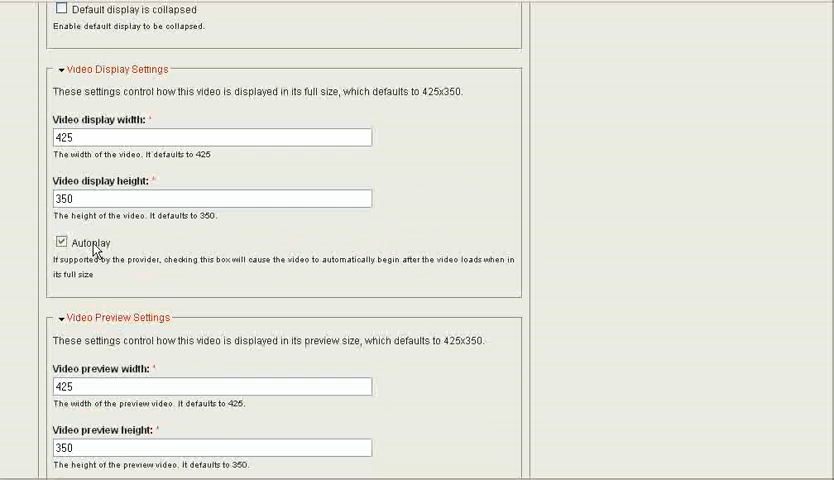 Default display is collapsed
Enable default display to be collapsed.
Video Display Settings
These settings control how this video is displayed in its full size, which defaults to 425x350.
Video display width: *
425
The width of the video. It defaults to 425
Video display height: *
350
The height of the video. It defaults to 350.
Autoplay
If supported by the provider, checking this box will cause the video to automatically begin after the video loads when in
its full size
Video Preview Settings
These settings control how this video is displayed in its preview size, which defaults to 425x350.
Video preview width: *
425
The width of the preview video. It defaults to 425.
Video preview height: *
350
The height of the preview video. It defaults to 350.